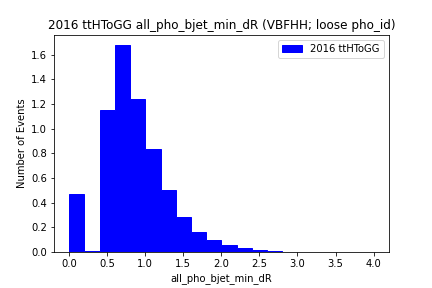 2016 ttHToGG all_pho_bjet_min_dR (VBFHH; loose pho_id)
2016 ttHToGG
Number of Events
1.6
1.4
1.2
1.0
0.8
0.6
0.4
0.2
0.0
0.0 0.5 1.0 1.5 2.0 2.5 3.0 3.5 4.0
all_pho_bjet_min_dR